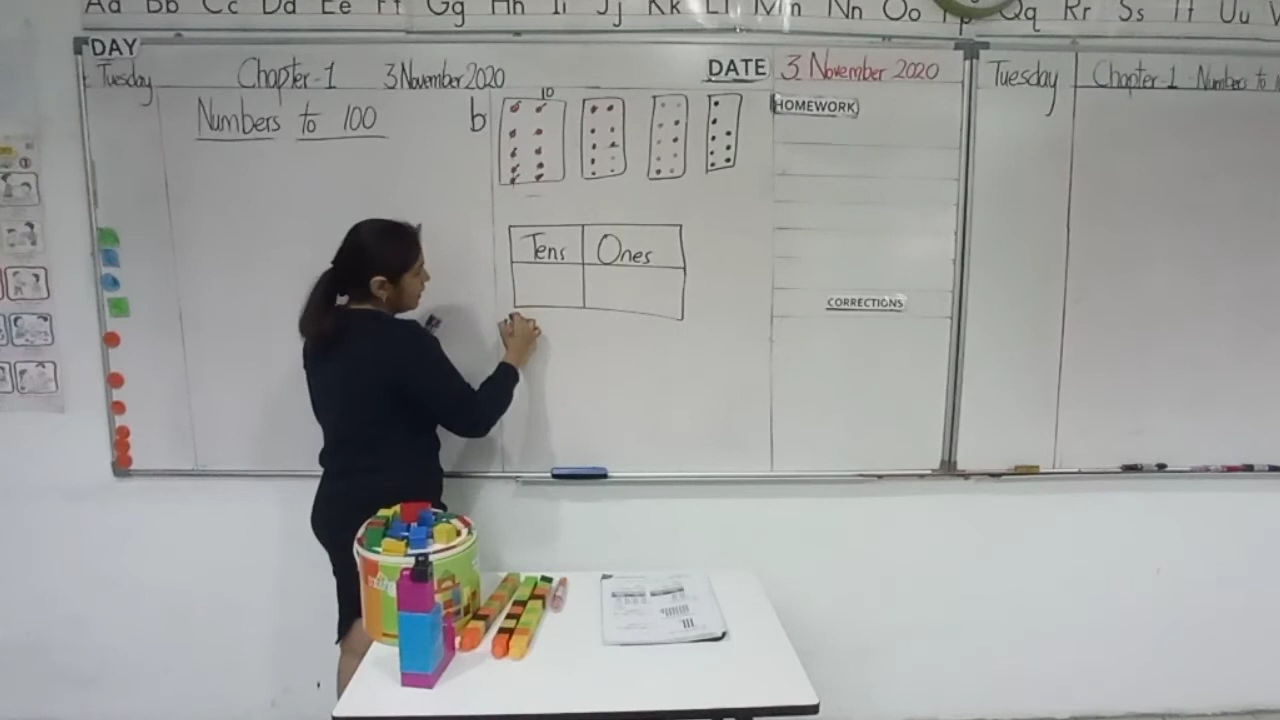 Aa Bb Cc Dd Ee Ff Gg Hh Ii Jj Kk Ll Mm Nn Oo Pp Qq Rr Ss Tt Uu
DAY
Tuesday Chapter-1 3 November 2020
DATE 3 November 2020
Numbers to 100
b
10
Tens Ones
HOMEWORK
CORRECTIONS
Tuesday Chapter 1 Numbers to